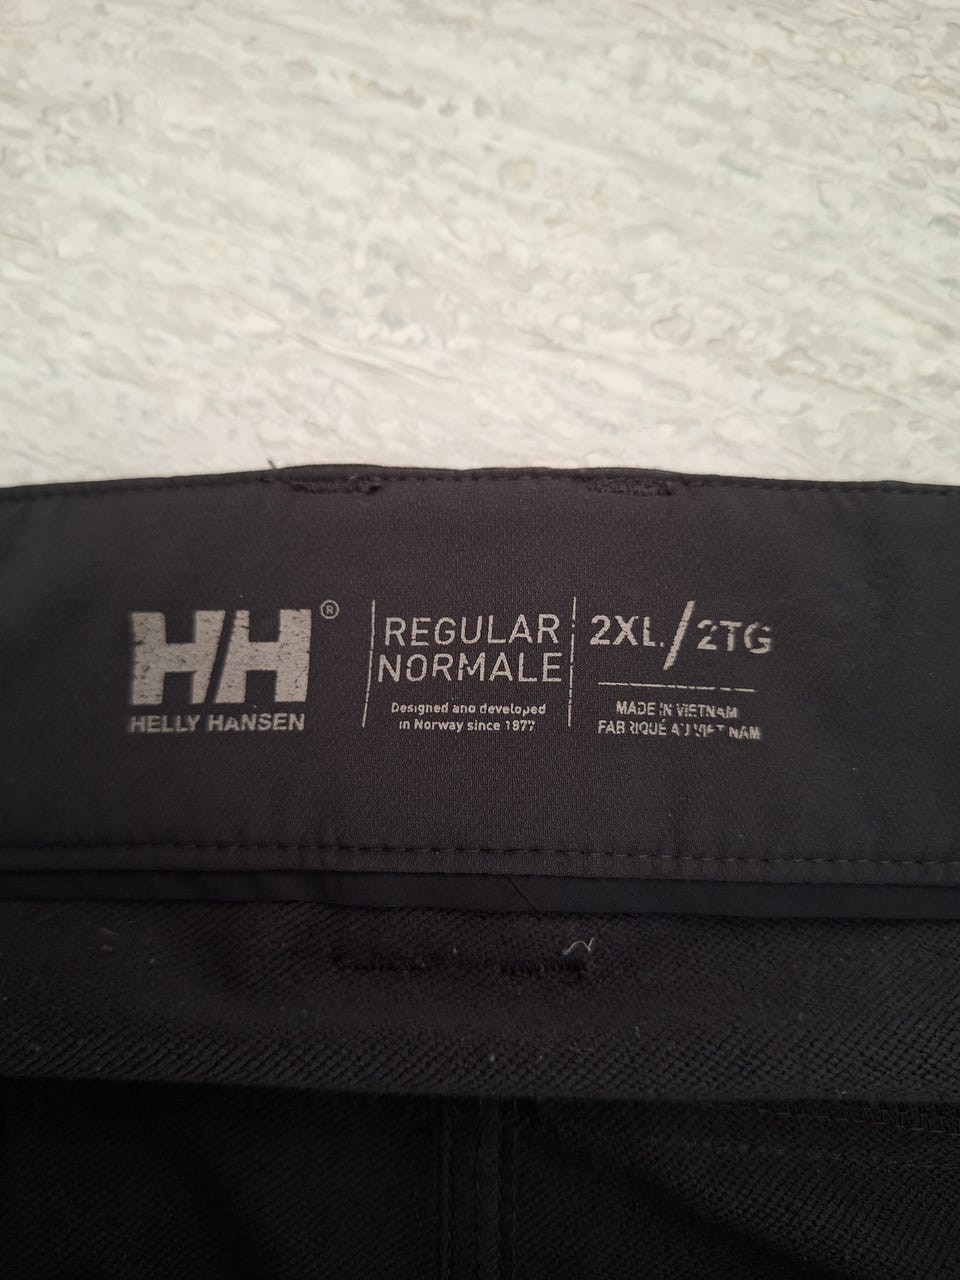 HH®
HELLY HANSEN
REGULAR
NORMALE
Designed and developed
in Norway since 1877
2XL/2TG
MADE IN VIETNAM
FABRIQUÉ AU VIET NAM